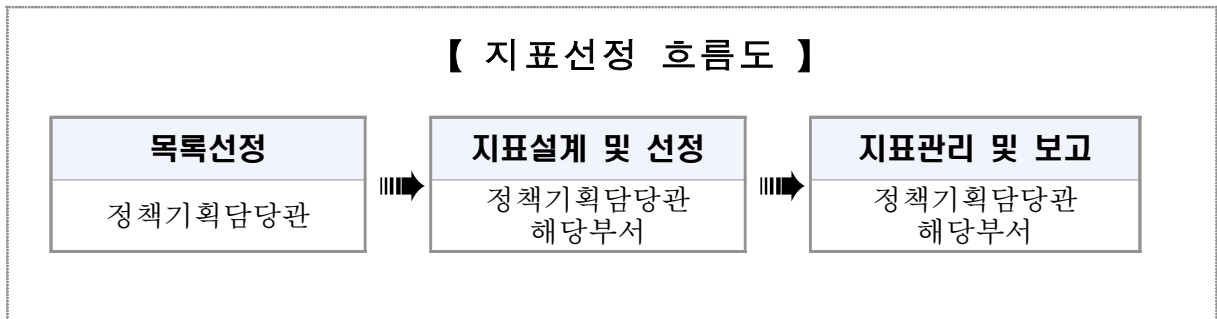 【 지표선정 흐름도 】
목록선정
정책기획담당관
지표설계 및 선정
정책기획담당관
해당부서
지표관리 및 보고
정책기획담당관
해당부서